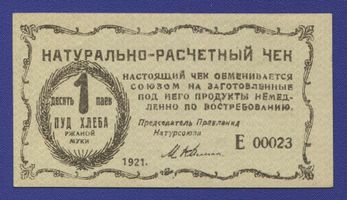 НАТУРАЛЬНО-РАСЧЕТНЫЙ ЧЕК
1
ДЕСЯТЬ ПАЕВ
ПУД ХЛЕБА
РЖАНОЙ
МУКИ
1921.
НАСТОЯЩИЙ ЧЕК ОБМЕНИВАЕТСЯ
СОЮЗОМ НА ЗАГОТОВЛЕННЫЕ
ПОД НЕГО ПРОДУКТЫ НЕМЕД-
ЛЕННО ПО ВОСТРЕБОВАНИЮ.
Председатель Правления
Натурсоюза
Е 00023